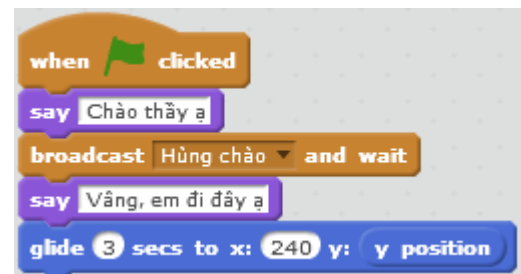 when clicked
say Chào thầy ạ
broadcast Hùng chào and wait
say Vâng, em đi đây ạ
glide 3 secs to x: 240 y: y position